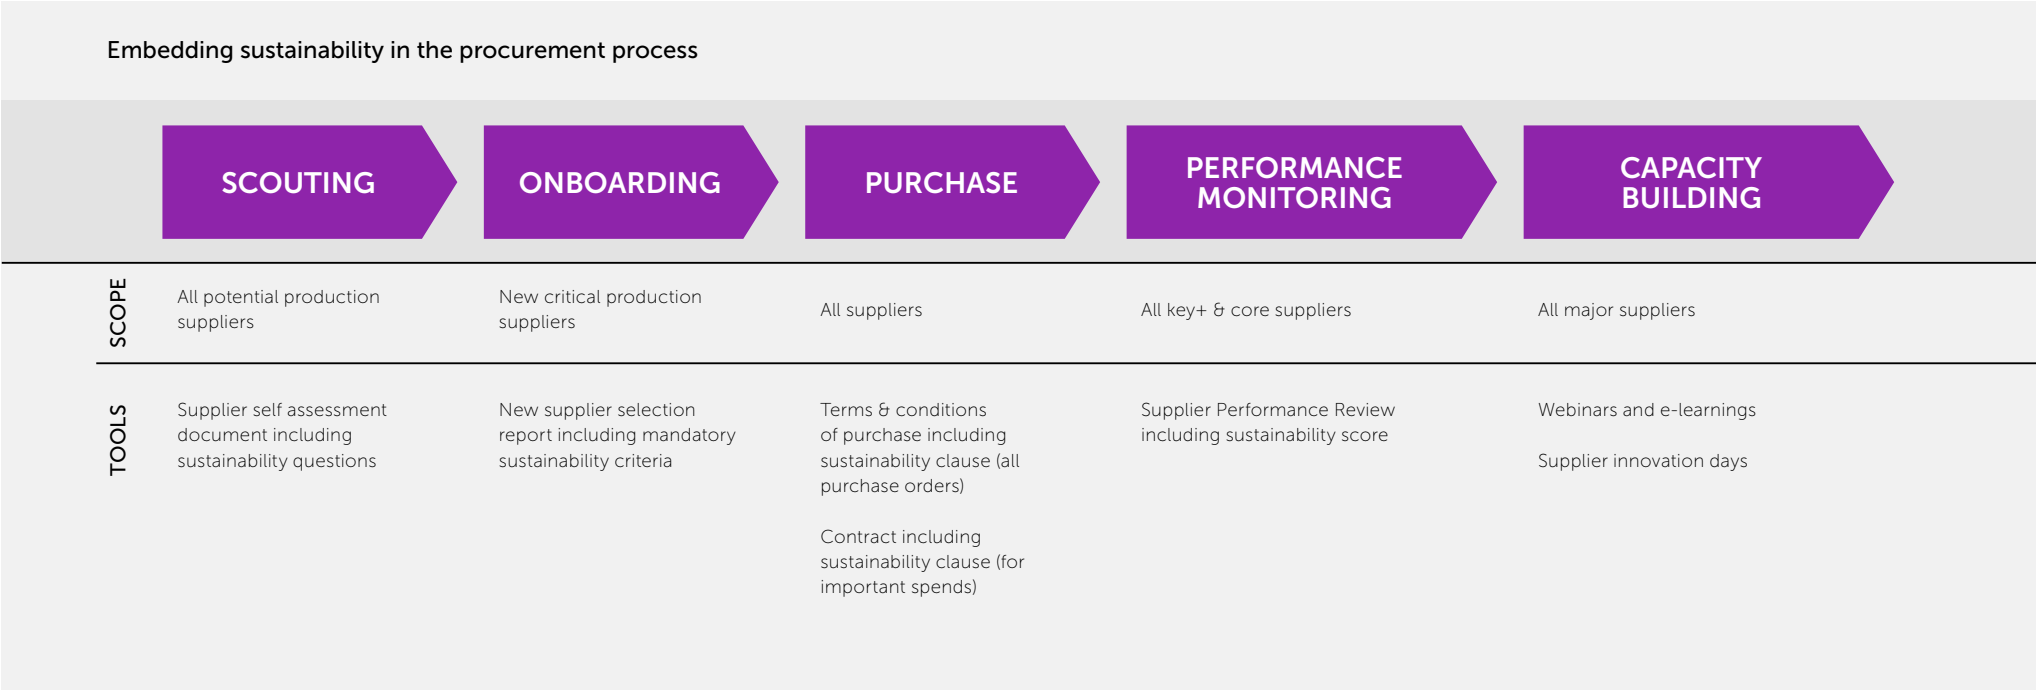 Embedding sustainability in the procurement process
SCOUTING
ONBOARDING
PURCHASE
PERFORMANCE
MONITORING
CAPACITY
BUILDING
SCOPE
All potential production
suppliers
New critical production
suppliers
All suppliers
All key+ & core suppliers
All major suppliers
TOOLS
Supplier self assessment
document including
sustainability questions
New supplier selection
report including mandatory
sustainability criteria
Terms & conditions
of purchase including
sustainability clause (all
purchase orders)
Contract including
sustainability clause (for
important spends)
Supplier Performance Review
including sustainability score
Webinars and e-learnings
Supplier innovation days